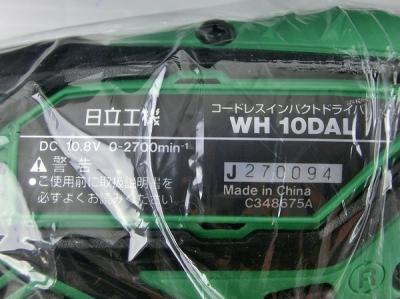 日立工機
コードレスインパクトドライバ
WH 10DAL
DC 10.8V 0-2700min⁻¹
⚠警告
●ご使用前に取扱説明書を
必ずよくお読みください。
J 270094
Made in China
C348675A
R